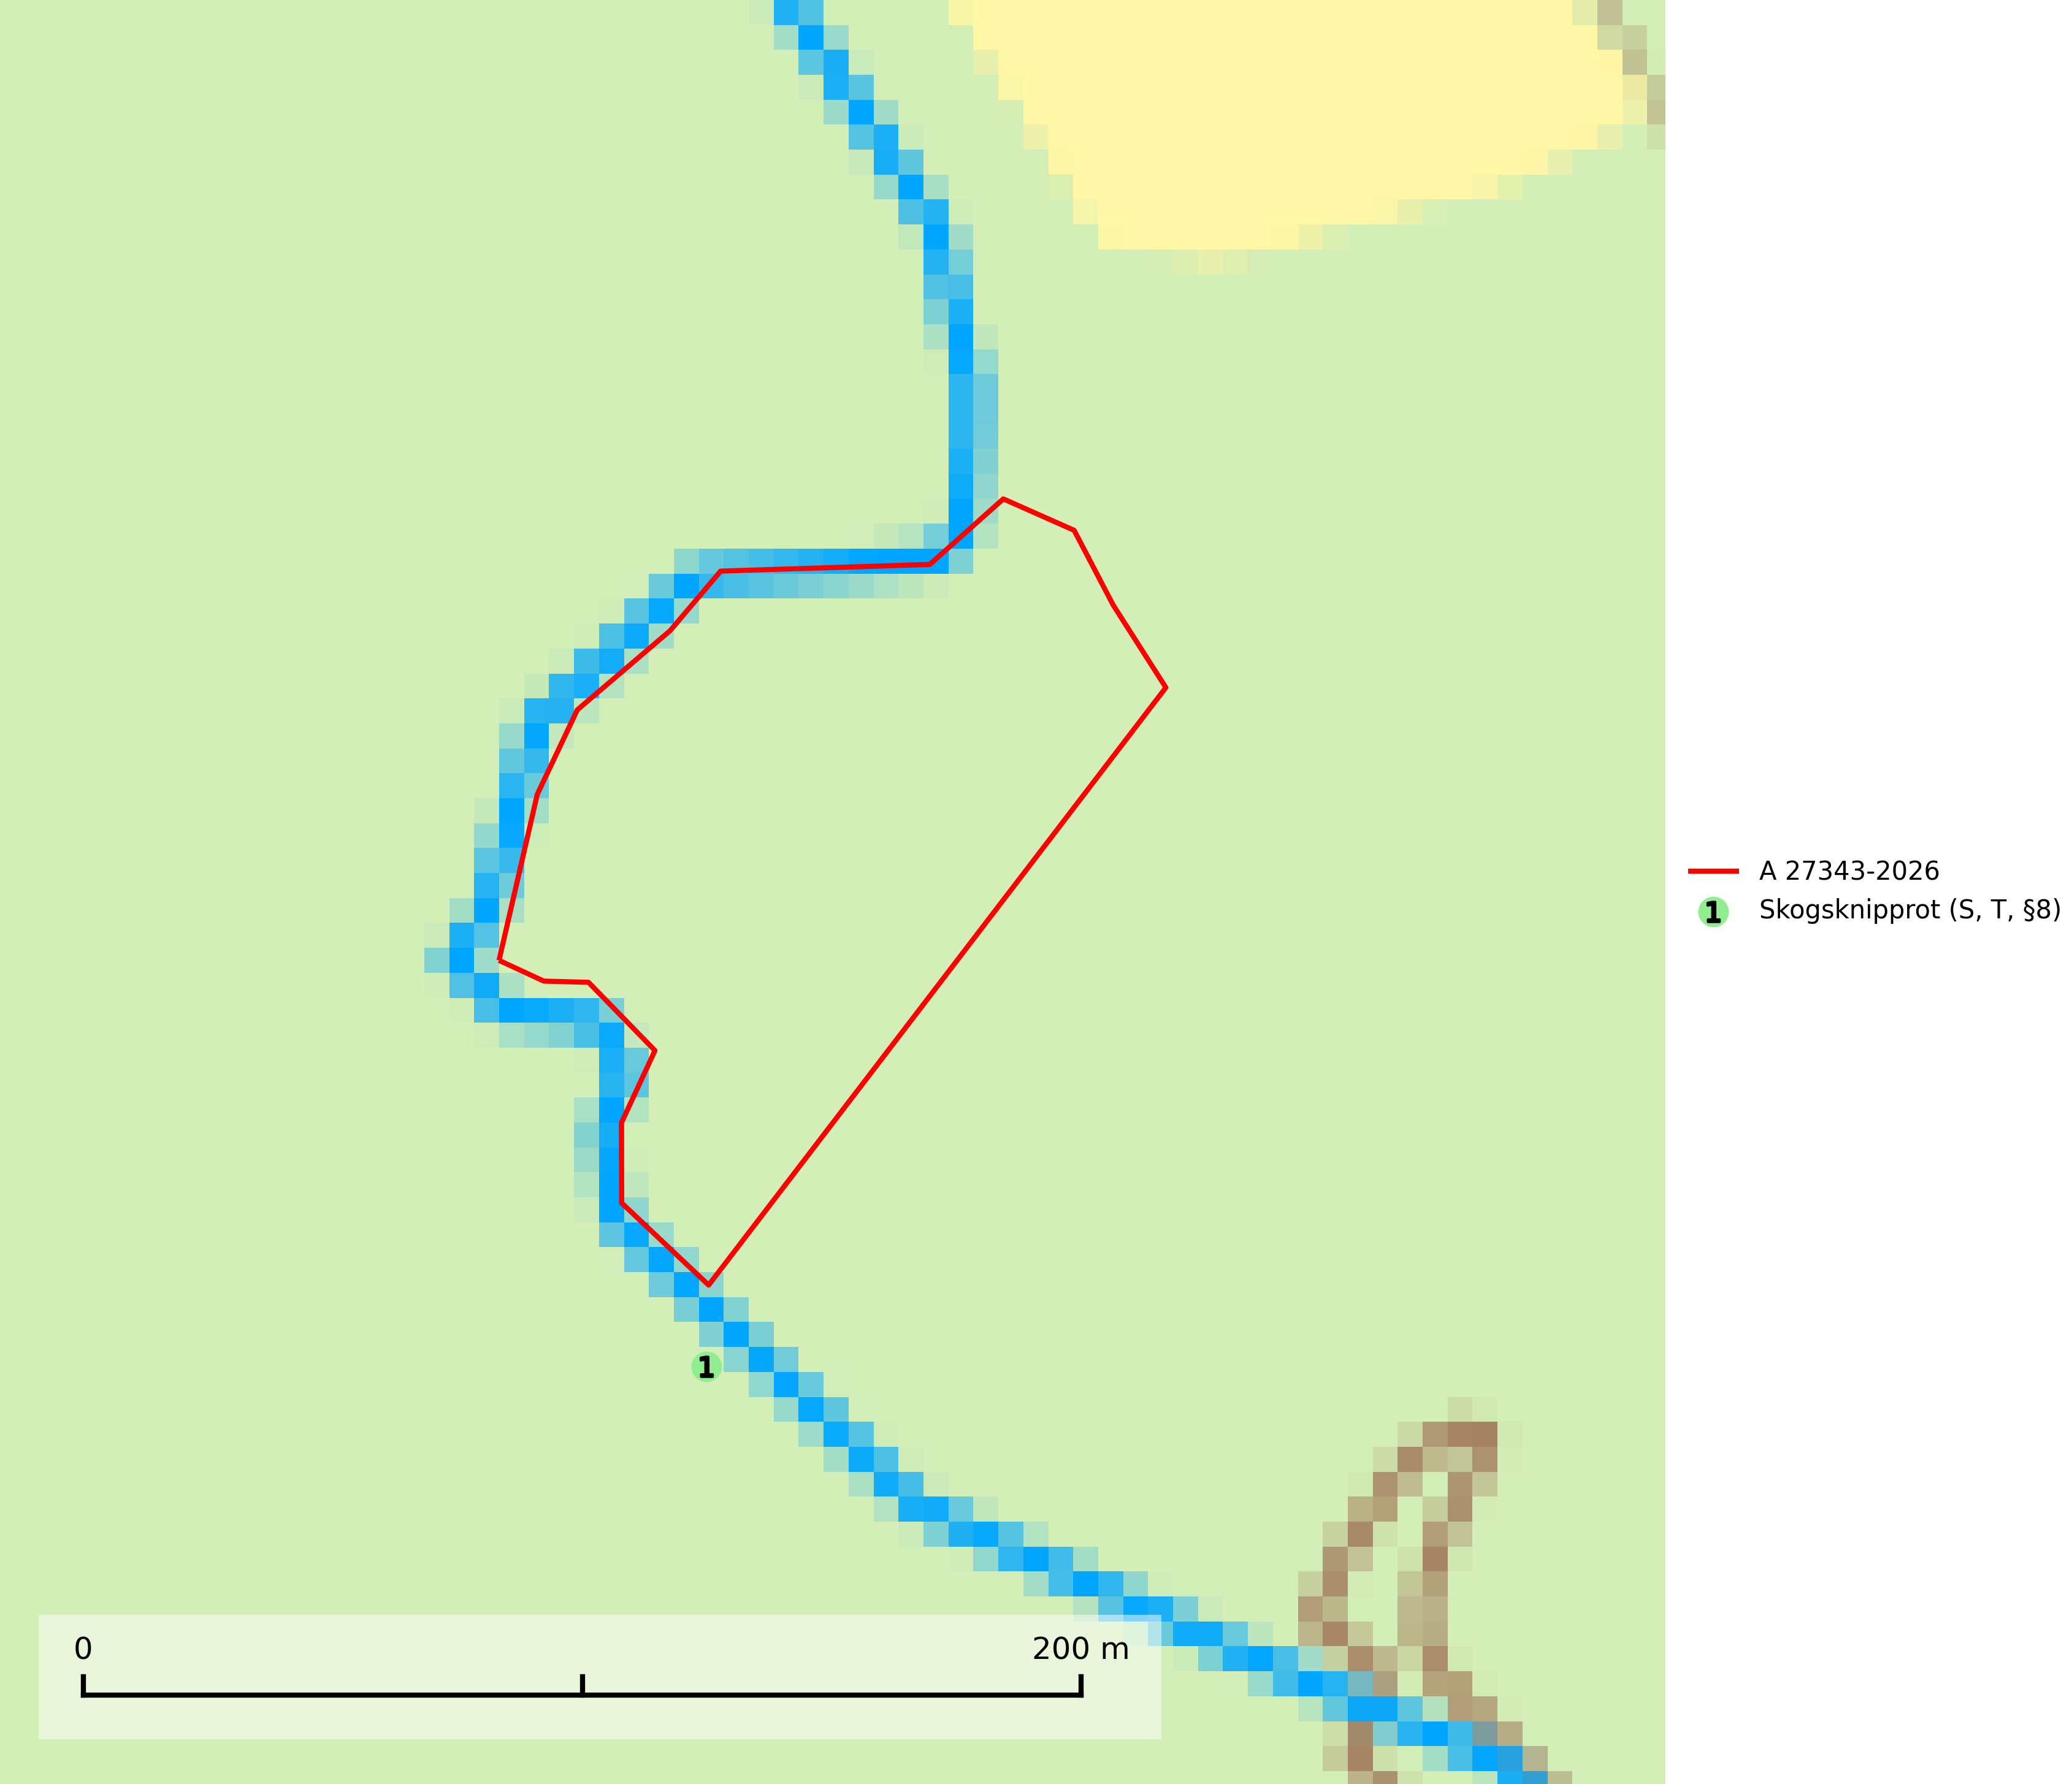 A 27343-2026
1 Skogsknipprot (S, T, §8)
1
0 200 m